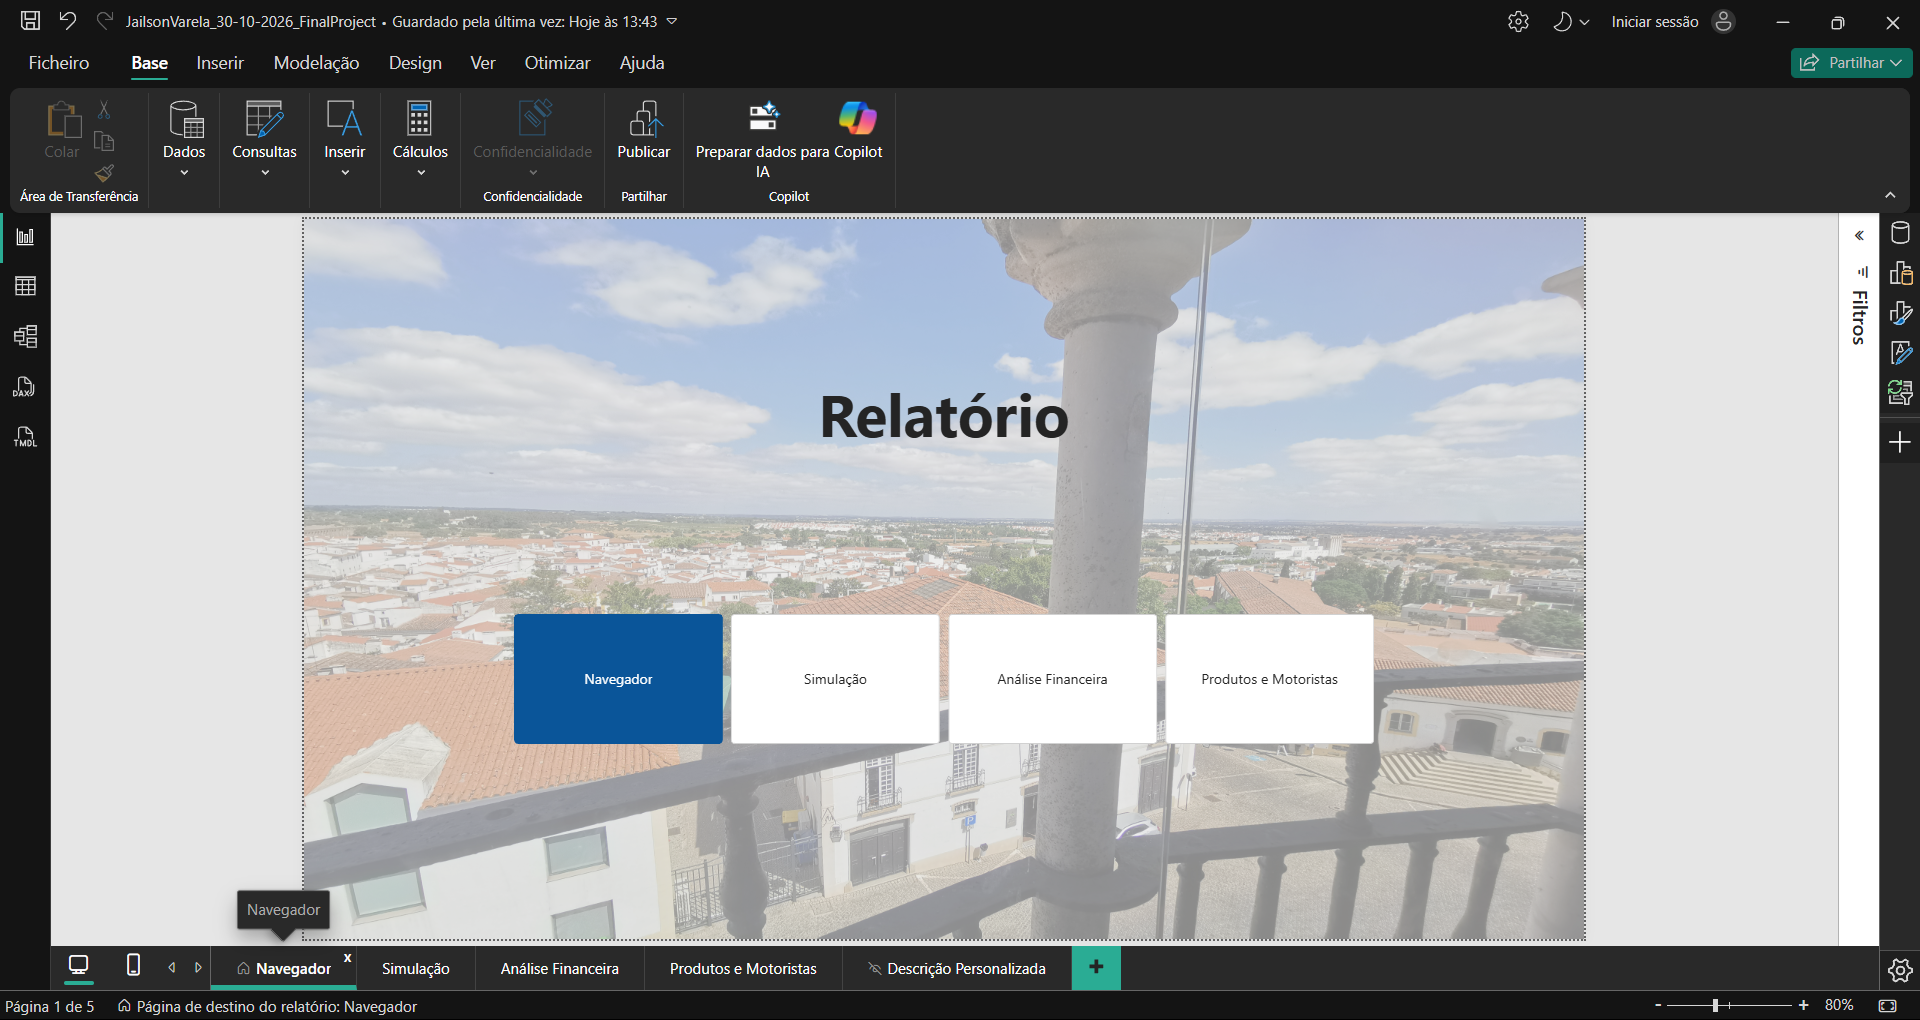 JailsonVarela_30-10-2026_FinalProject • Guardado pela última vez: Hoje às 13:43
Iniciar sessão
Ficheiro
Base
Inserir
Modelação
Design
Ver
Otimizar
Ajuda
Partilhar
Colar
Dados
Consultas
Inserir
Cálculos
Confidencialidade
Publicar
Preparar dados para IA
Copilot
Área de Transferência
Confidencialidade
Partilhar
Copilot
DAX
TMDL
Filtros
Relatório
Navegador
Simulação
Análise Financeira
Produtos e Motoristas
Navegador
Navegador
x
Simulação
Análise Financeira
Produtos e Motoristas
Descrição Personalizada
+
Página 1 de 5
Página de destino do relatório: Navegador
- + 80%